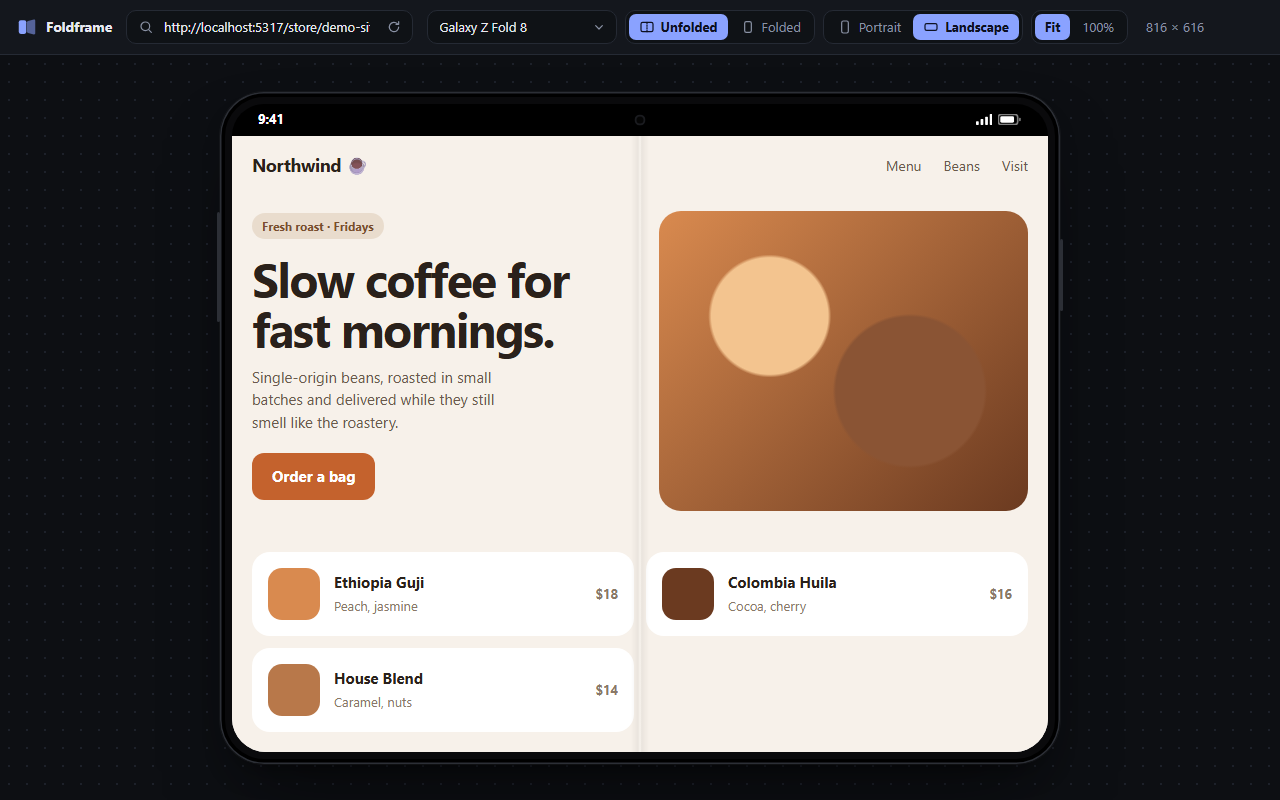 Foldframe
http://localhost:5317/store/demo-si
Galaxy Z Fold 8
Unfolded
Folded
Portrait
Landscape
Fit
100%
816 × 616
9:41
Northwind
Menu
Beans
Visit
Fresh roast · Fridays
Slow coffee for
fast mornings.
Single-origin beans, roasted in small
batches and delivered while they still
smell like the roastery.
Order a bag
Ethiopia Guji
Peach, jasmine
$18
Colombia Huila
Cocoa, cherry
$16
House Blend
Caramel, nuts
$14